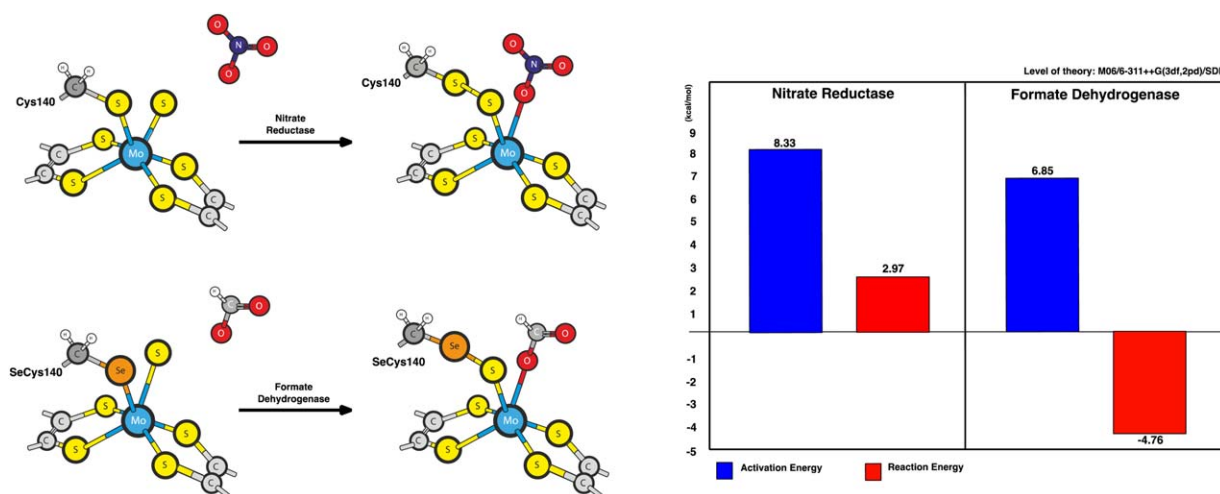 H
H
C
Cys140
S
S
S
S
S
S
Mo
C
C
C
C
N
O
O
O
Nitrate
Reductase
H
H
C
Cys140
S
S
S
S
S
S
Mo
C
C
C
C
O
N
O
O
H
H
C
SeCys140
Se
S
S
S
S
S
Mo
C
C
C
C
H
C
O
O
Formate
Dehydrogenase
H
H
C
SeCys140
Se
S
S
S
S
S
Mo
C
C
C
C
H
C
O
O
Level of theory: M06/6-311++G(3df,2pd)/SDD
(kcal/mol)
Nitrate Reductase
Formate Dehydrogenase
9
8
7
6
5
4
3
2
1
-1
-2
-3
-4
-5
8.33
2.97
6.85
-4.76
Activation Energy
Reaction Energy